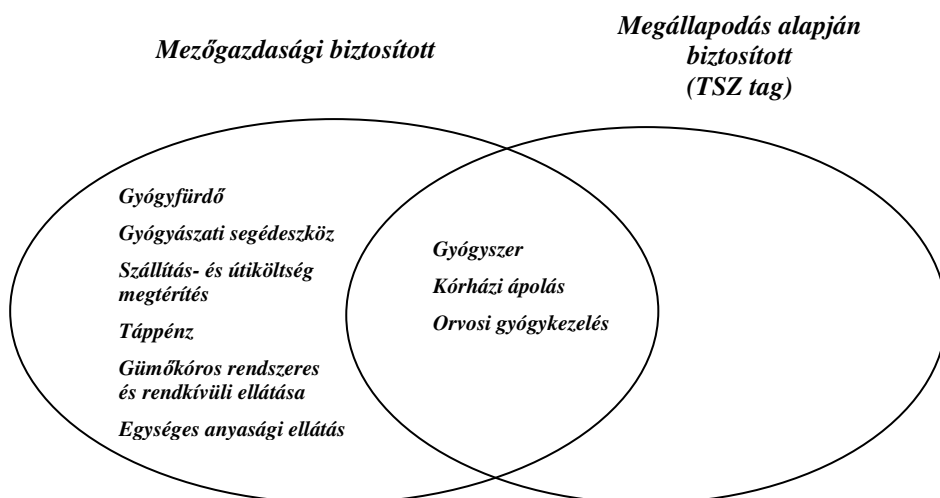 Mezőgazdasági biztosított
Megállapodás alapján
biztosított
(TSZ tag)
Gyógyfürdő
Gyógyászati segédeszköz
Szállítás- és útiköltség
megtérítés
Táppénz
Gümőkóros rendszeres
és rendkívüli ellátása
Egységes anyasági ellátás
Gyógyszer
Kórházi ápolás
Orvosi gyógykezelés